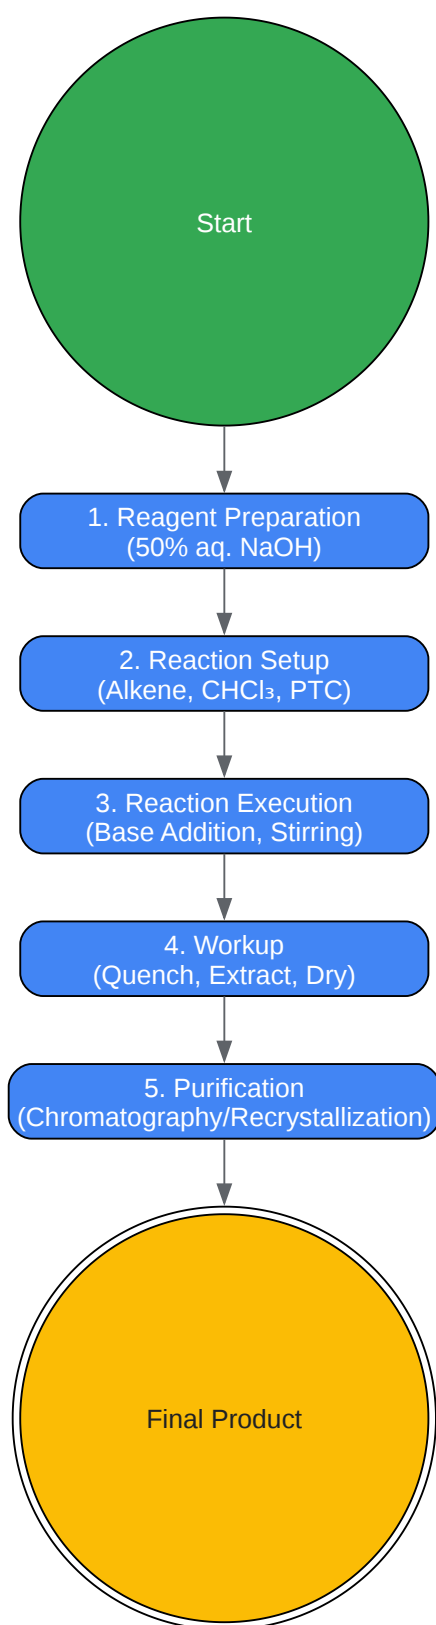 Start
1. Reagent Preparation
(50% aq. NaOH)
2. Reaction Setup
(Alkene, CHCl₃, PTC)
3. Reaction Execution
(Base Addition, Stirring)
4. Workup
(Quench, Extract, Dry)
5. Purification
(Chromatography/Recrystallization)
Final Product